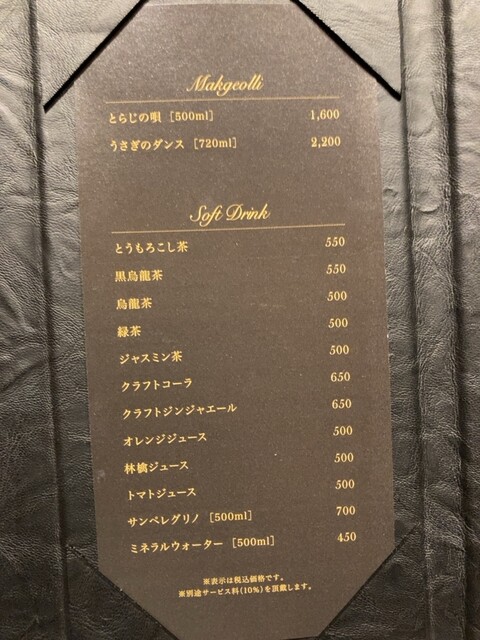 Makgeolli
とらじの唄 [500ml] 1,600
うさぎのダンス [720ml] 2,200
Soft Drink
とうもろこし茶 550
黒烏龍茶 550
烏龍茶 500
緑茶 500
ジャスミン茶 500
クラフトコーラ 650
クラフトジンジャエール 650
オレンジジュース 500
林檎ジュース 500
トマトジュース 500
サンペレグリノ [500ml] 700
ミネラルウォーター [500ml] 450
※表示は税込価格です。
※別途サービス料(10%)を頂戴します。